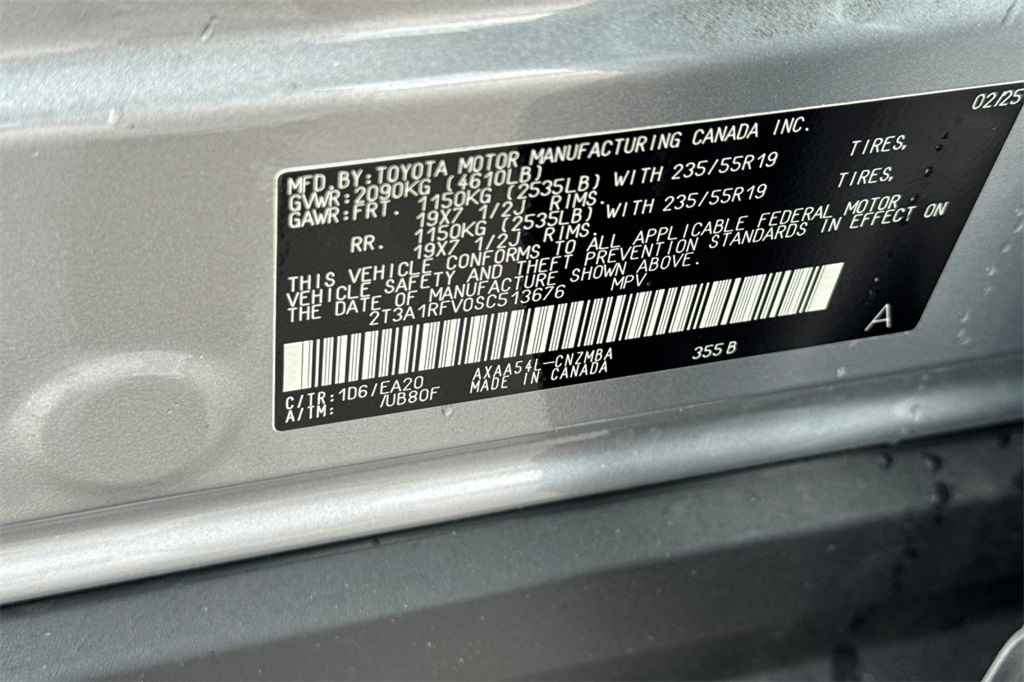 02/25
MFD.BY:TOYOTA MOTOR MANUFACTURING CANADA INC.
GVWR:2090KG (4610LB)
GAWR:FRT. 1150KG (2535LB) WITH 235/55R19 TIRES,
19X7 1/2J RIMS.
RR. 1150KG (2535LB) WITH 235/55R19 TIRES,
19X7 1/2J RIMS.
THIS VEHICLE CONFORMS TO ALL APPLICABLE FEDERAL MOTOR
VEHICLE SAFETY AND THEFT PREVENTION STANDARDS IN EFFECT ON
THE DATE OF MANUFACTURE SHOWN ABOVE.
2T3A1RFV0SC513676 MPV
A
C/TR:1D6/EA20 AXAA54L-CNZMBA 355B
A/TM: /UB80F MADE IN CANADA